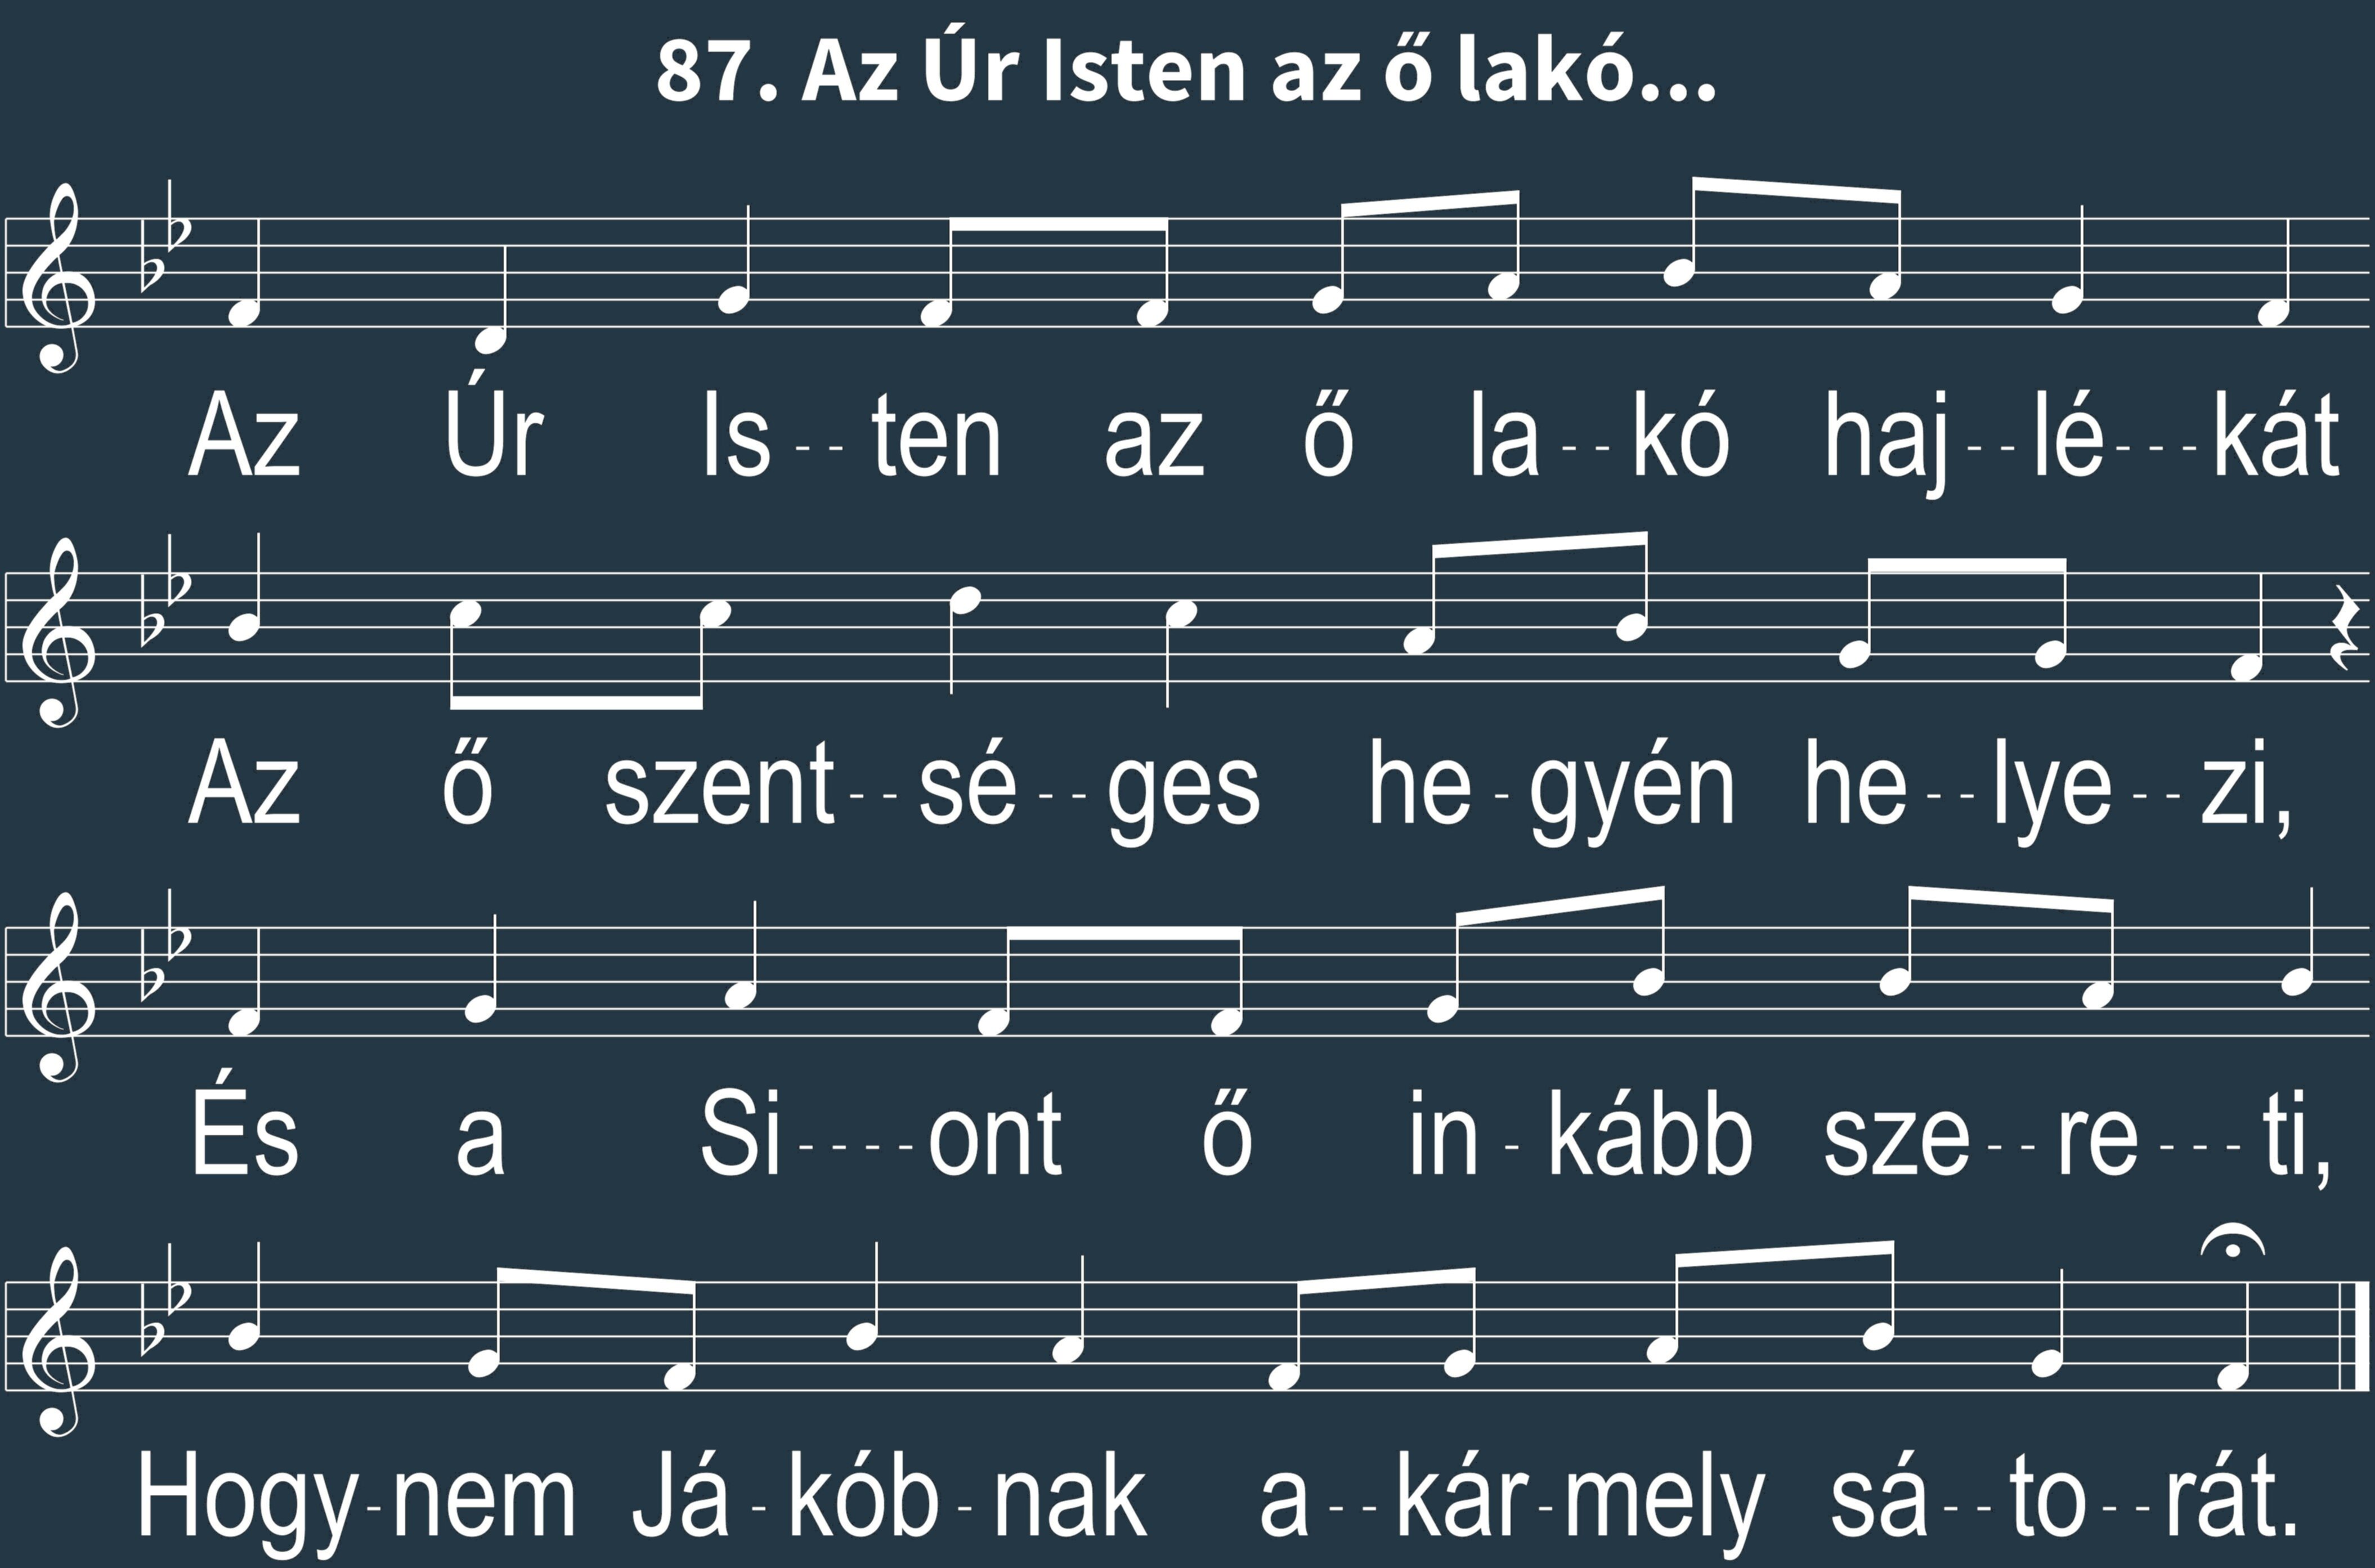 87. Az Úr Isten az ő lakó...
Az Úr Is--ten az ő la--kó haj--lé---kát
Az ő szent--sé--ges he-gyén he--lye--zi,
És a Si----ont ő in-kább sze--re---ti,
Hogy-nem Já-kób-nak a--kár-mely sá--to--rát.